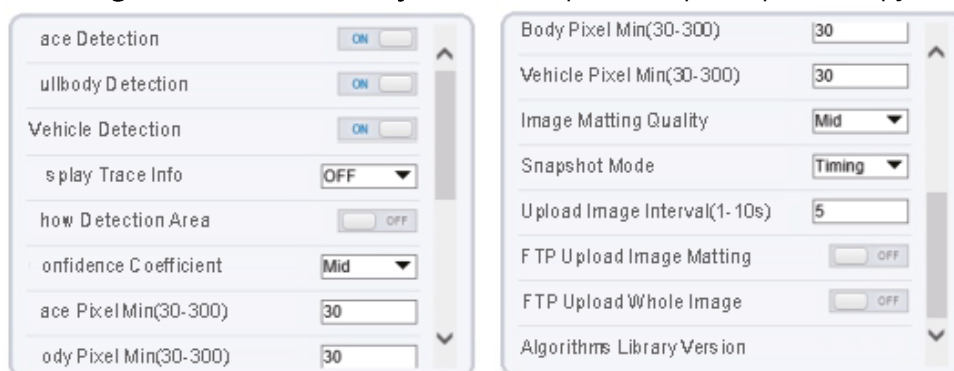 ace Detection ON
ullbody Detection ON
Vehicle Detection ON
splay Trace Info OFF
how Detection Area OFF
onfidence Coefficient Mid
ace Pixel Min(30-300) 30
ody Pixel Min(30-300) 30
Body Pixel Min(30-300) 30
Vehicle Pixel Min(30-300) 30
Image Matting Quality Mid
Snapshot Mode Timing
Upload Image Interval(1-10s) 5
FTP Upload Image Matting OFF
FTP Upload Whole Image OFF
Algorithms Library Version